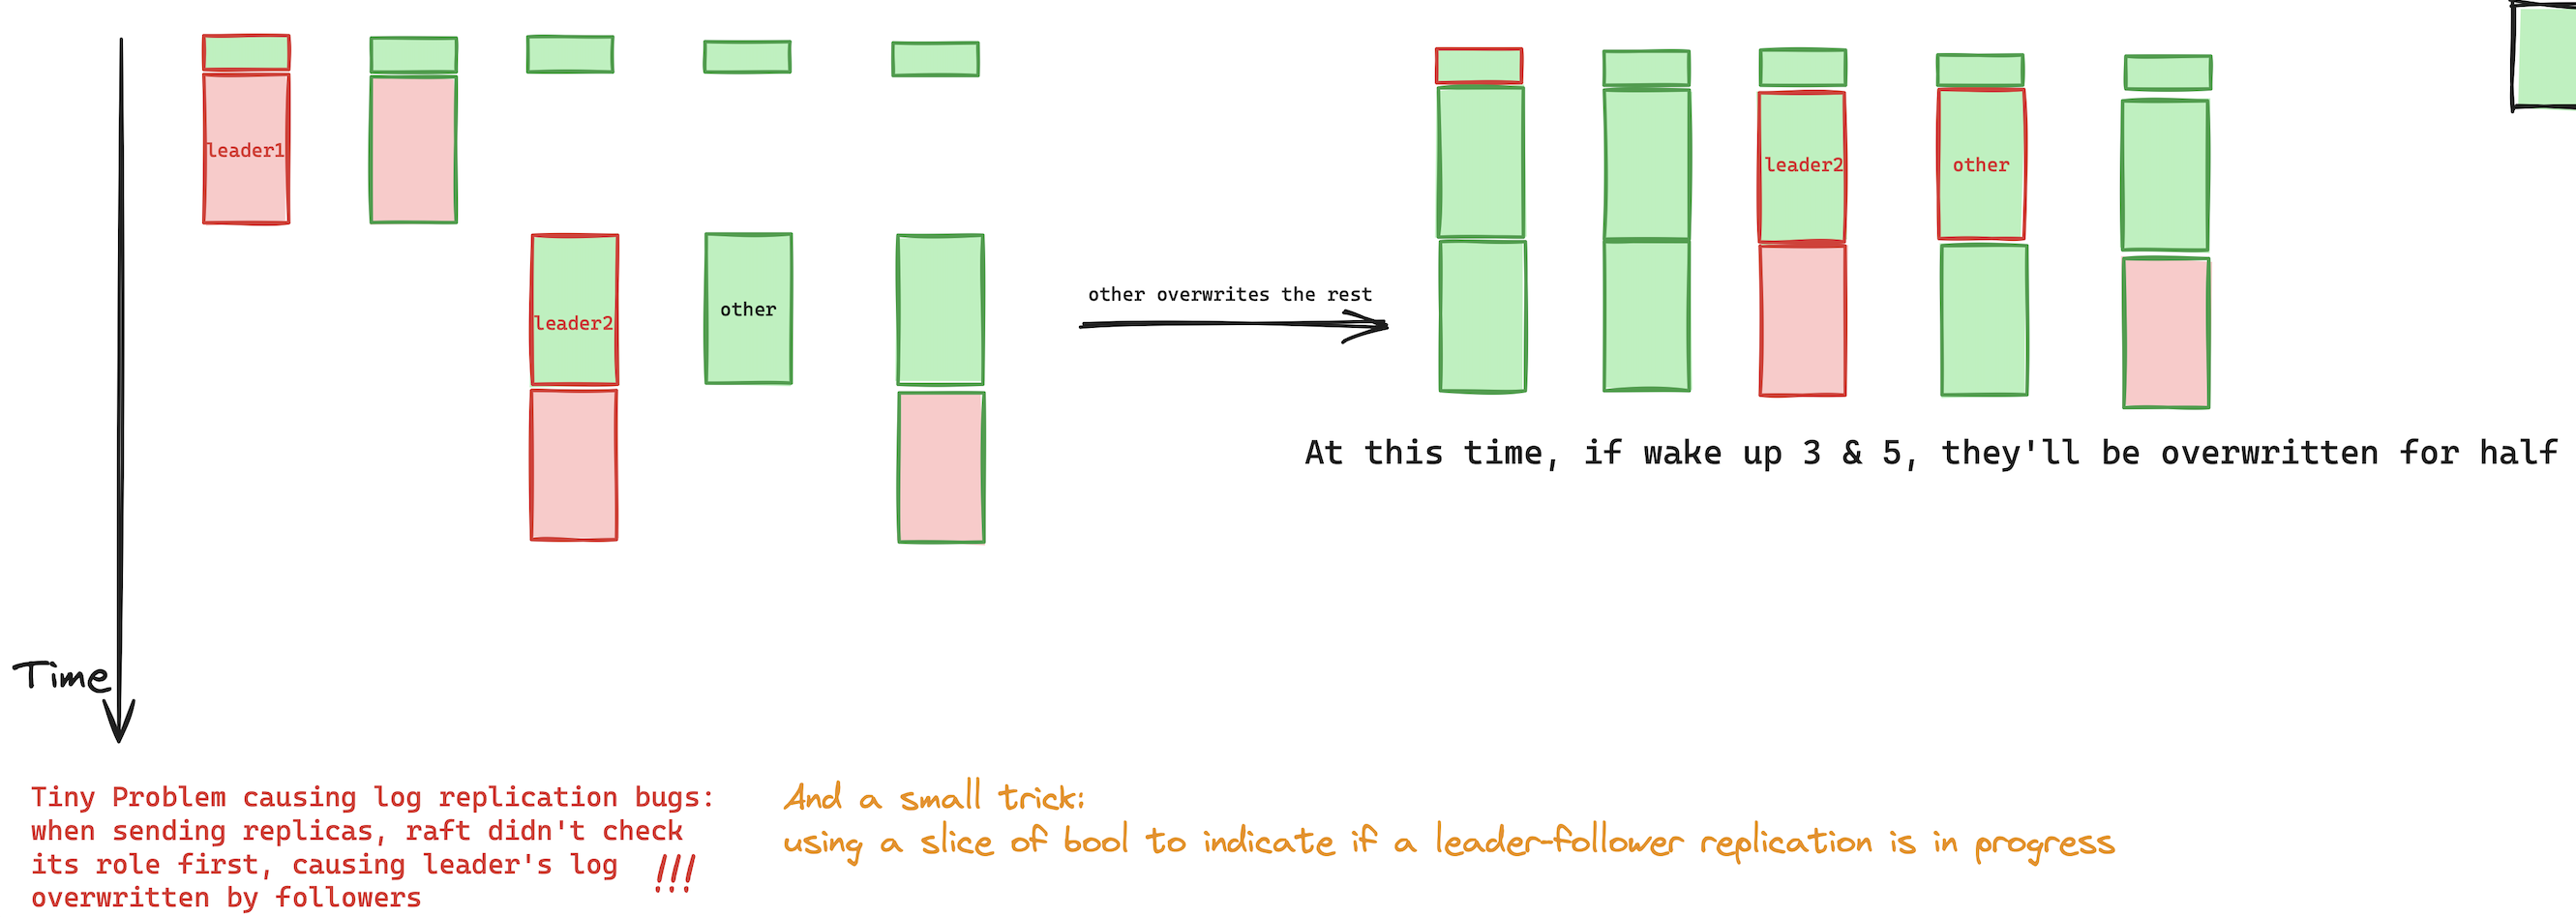 leader1
leader2
other
other overwrites the rest
leader2
other
At this time, if wake up 3 & 5, they'll be overwritten for half
Time
Tiny Problem causing log replication bugs:
when sending replicas, raft didn't check
its role first, causing leader's log
overwritten by followers
!!!
And a small trick:
using a slice of bool to indicate if a leader-follower replication is in progress